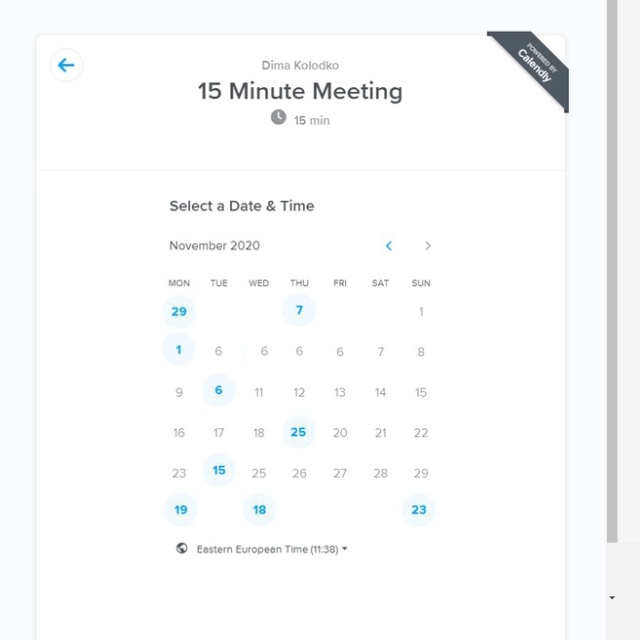 POWERED BY
Calendly
Dima Kolodko
15 Minute Meeting
15 min
Select a Date & Time
November 2020
MON TUE WED THU FRI SAT SUN
29 7 1
1 6 6 6 6 7 8
9 6 11 12 13 14 15
16 17 18 25 20 21 22
23 15 25 26 27 28 29
19 18 23
Eastern European Time (11:38)